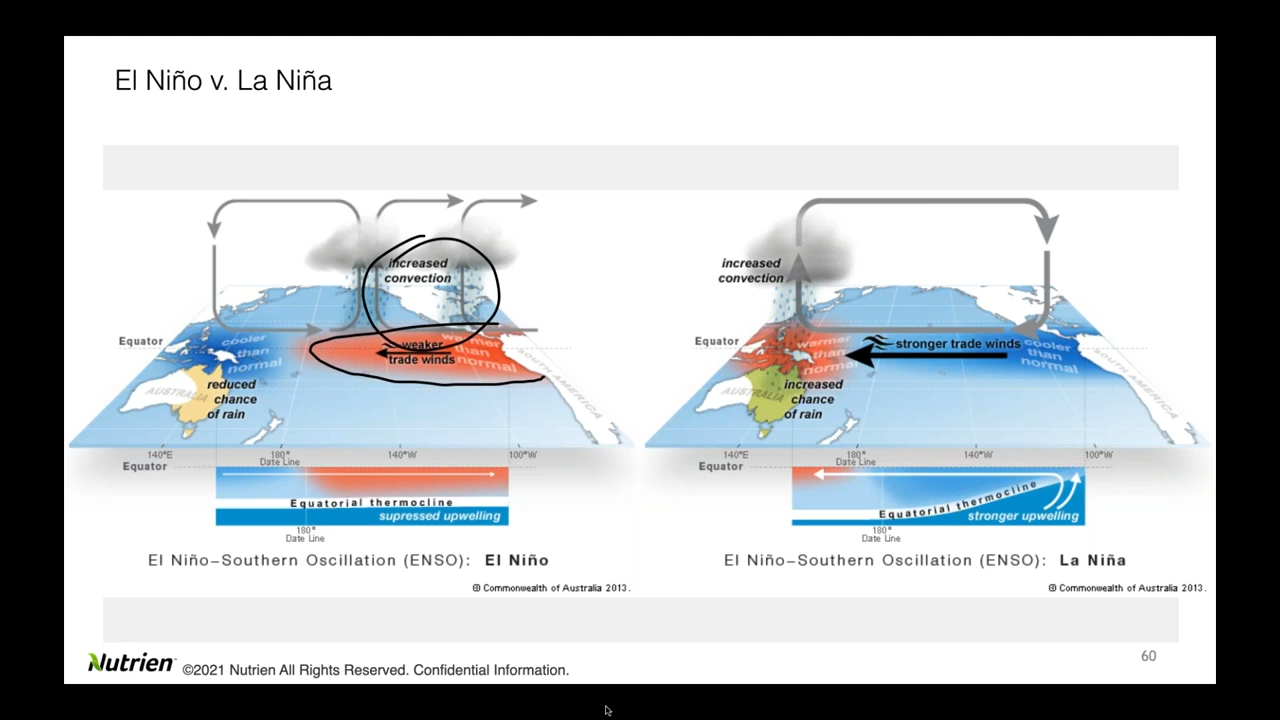 El Niño v. La Niña
increased
convection
Equator
weaker
trade winds
cooler
than
normal
warmer
than
normal
AUSTRALIA
reduced
chance
of rain
SOUTH AMERICA
140°E
180°
Date Line
140°W
100°W
Equator
Equatorial thermocline
supressed upwelling
180°
Date Line
El Niño–Southern Oscillation (ENSO): El Niño
© Commonwealth of Australia 2013.
increased
convection
Equator
warmer
than
normal
stronger trade winds
cooler
than
normal
AUSTRALIA
increased
chance
of rain
SOUTH AMERICA
140°E
180°
Date Line
140°W
100°W
Equator
Equatorial thermocline
stronger upwelling
180°
Date Line
El Niño–Southern Oscillation (ENSO): La Niña
© Commonwealth of Australia 2013.
Nutrien ©2021 Nutrien All Rights Reserved. Confidential Information.
60